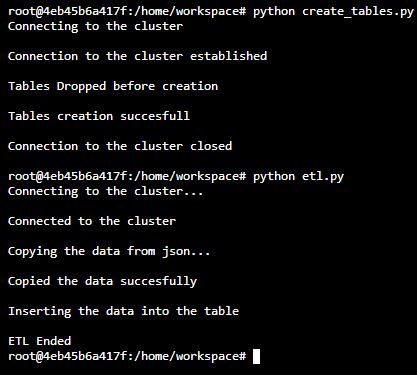 root@4eb45b6a417f:/home/workspace# python create_tables.py
Connecting to the cluster
Connection to the cluster established
Tables Dropped before creation
Tables creation succesfull
Connection to the cluster closed
root@4eb45b6a417f:/home/workspace# python etl.py
Connecting to the cluster...
Connected to the cluster
Copying the data from json...
Copied the data succesfully
Inserting the data into the table
ETL Ended
root@4eb45b6a417f:/home/workspace#